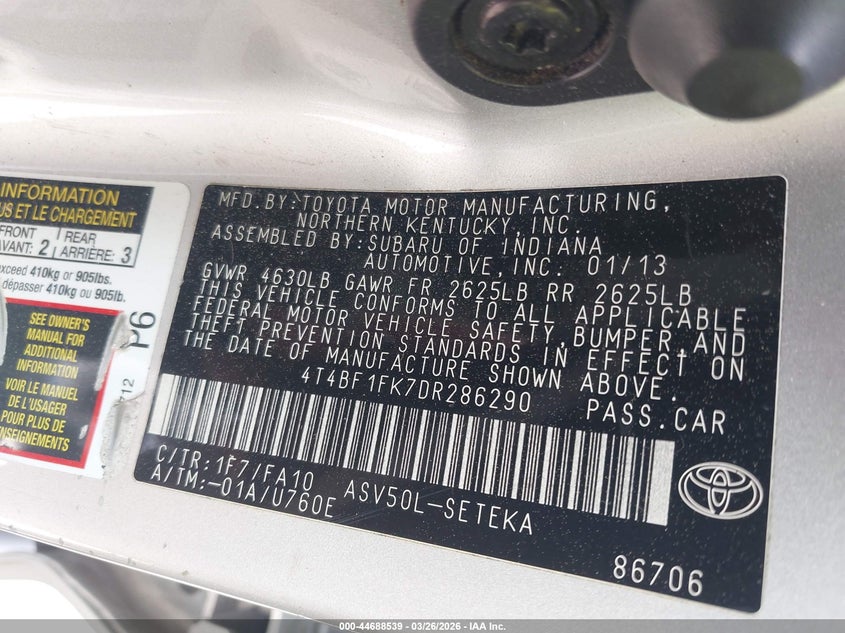 INFORMATION
US ET LE CHARGEMENT
FRONT
AVANT: 2
REAR
ARRIÈRE: 3
exceed 410kg or 905lbs.
dépasser 410kg ou 905lb.
SEE OWNER'S
MANUAL FOR
ADDITIONAL
INFORMATION
VOIR LE MANUEL
DE L'USAGER
POUR PLUS DE
RENSEIGNEMENTS
P6
712
MFD.BY:TOYOTA MOTOR MANUFACTURING,
NORTHERN KENTUCKY,INC.
ASSEMBLED BY:SUBARU OF INDIANA
AUTOMOTIVE,INC. 01/13
GVWR 4630LB GAWR FR 2625LB RR 2625LB
THIS VEHICLE CONFORMS TO ALL APPLICABLE
FEDERAL MOTOR VEHICLE SAFETY,BUMPER,AND
THEFT PREVENTION STANDARDS IN EFFECT ON
THE DATE OF MANUFACTURE SHOWN ABOVE.
4T4BF1FK7DR286290 PASS.CAR
C/TR:1F7/FA10
A/TM:-01A/U760E
ASV50L-SETEKA
86706
000-44688539 | 03/26/2026 - IAA Inc.